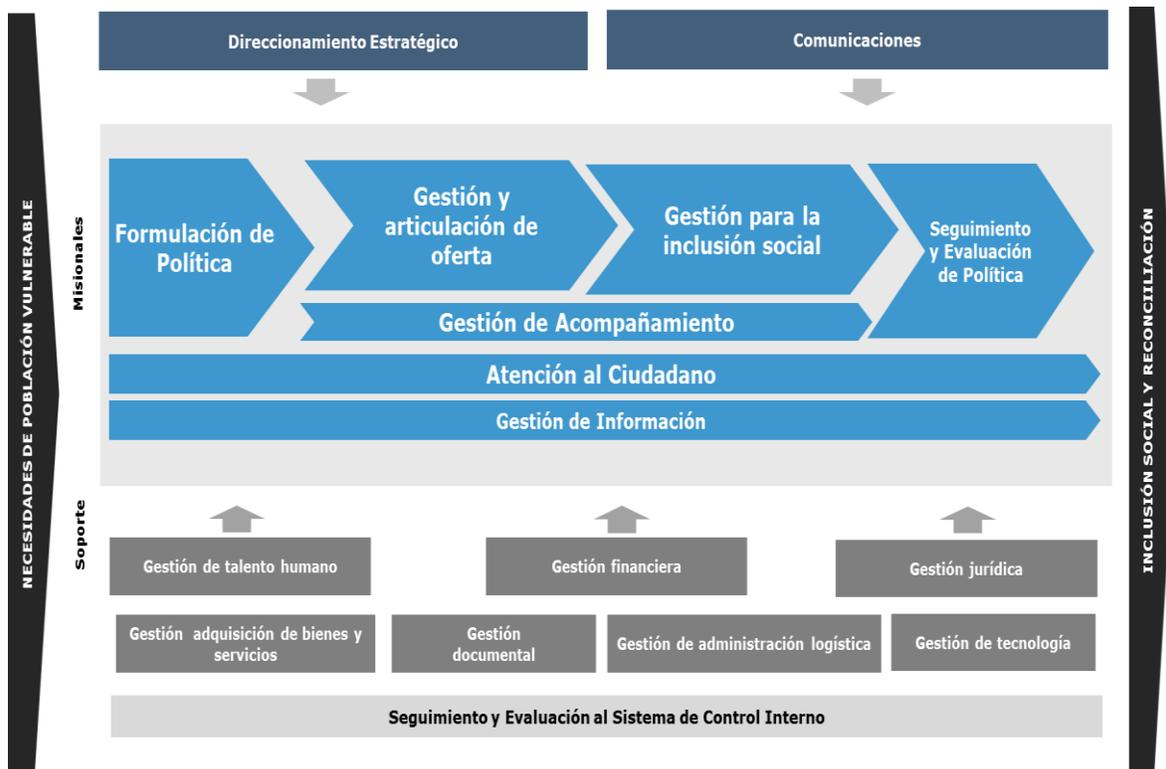 Direccionamiento Estratégico
Comunicaciones
NECESIDADES DE POBLACIÓN VULNERABLE
Misionales
Formulación de
Política
Gestión y
articulación de
oferta
Gestión para la
inclusión social
Seguimiento
y Evaluación
de Política
Gestión de Acompañamiento
Atención al Ciudadano
Gestión de Información
INCLUSIÓN SOCIAL Y RECONCIILIACIÓN
Soporte
Gestión de talento humano
Gestión financiera
Gestión jurídica
Gestión adquisición de bienes y
servicios
Gestión
documental
Gestión de administración logística
Gestión de tecnología
Seguimiento y Evaluación al Sistema de Control Interno